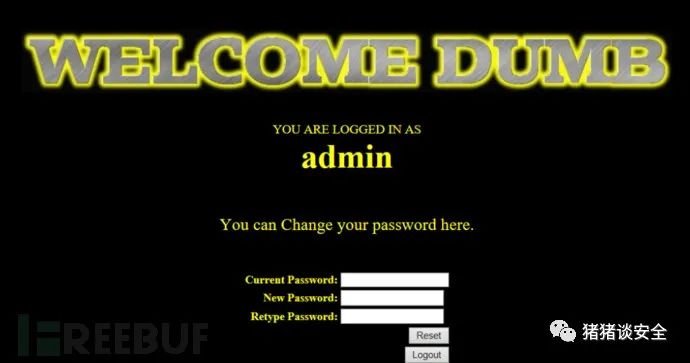 WELCOME DUMB
YOU ARE LOGGED IN AS
admin
You can Change your password here.
Current Password:
New Password:
Retype Password:
Reset
Logout
FREEBUF
猪猪谈安全